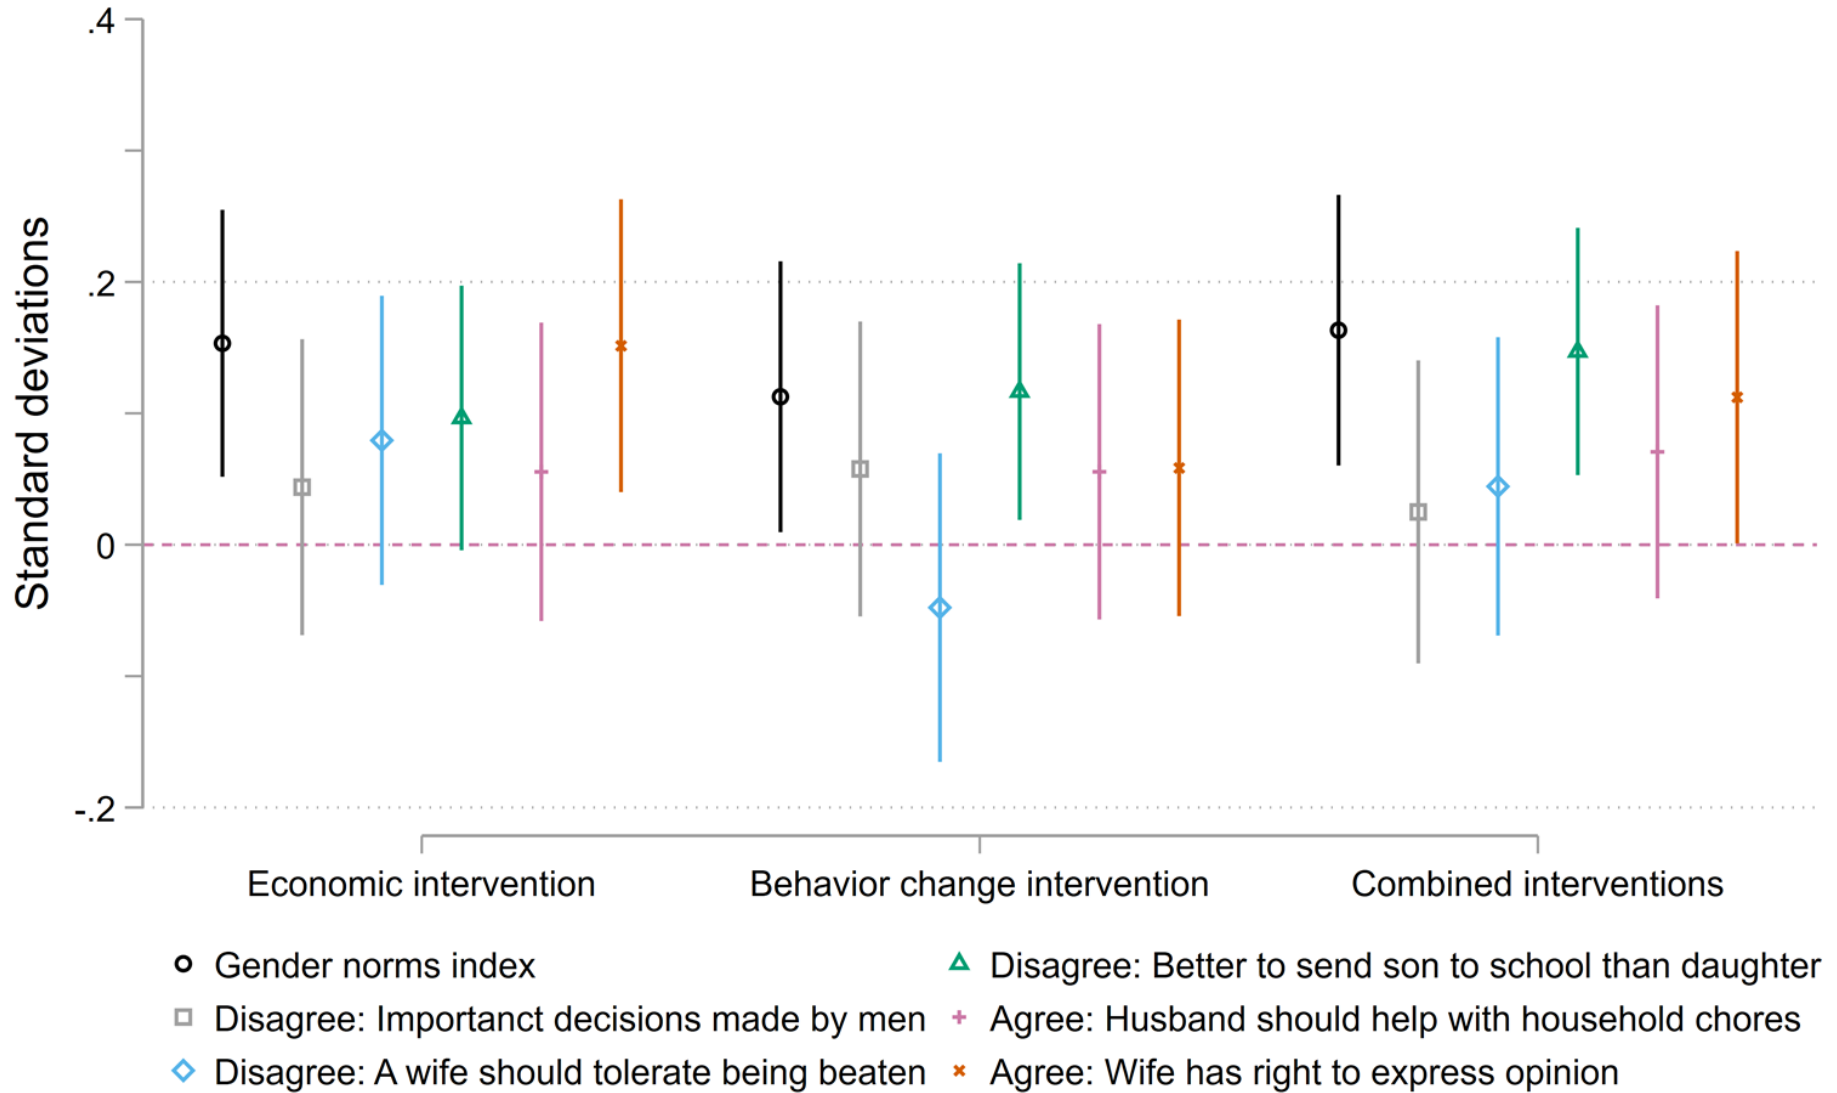 .4
.2
0
-.2
Standard deviations
Economic intervention
Behavior change intervention
Combined interventions
Gender norms index
Disagree: Better to send son to school than daughter
Disagree: Importanct decisions made by men
Agree: Husband should help with household chores
Disagree: A wife should tolerate being beaten
Agree: Wife has right to express opinion